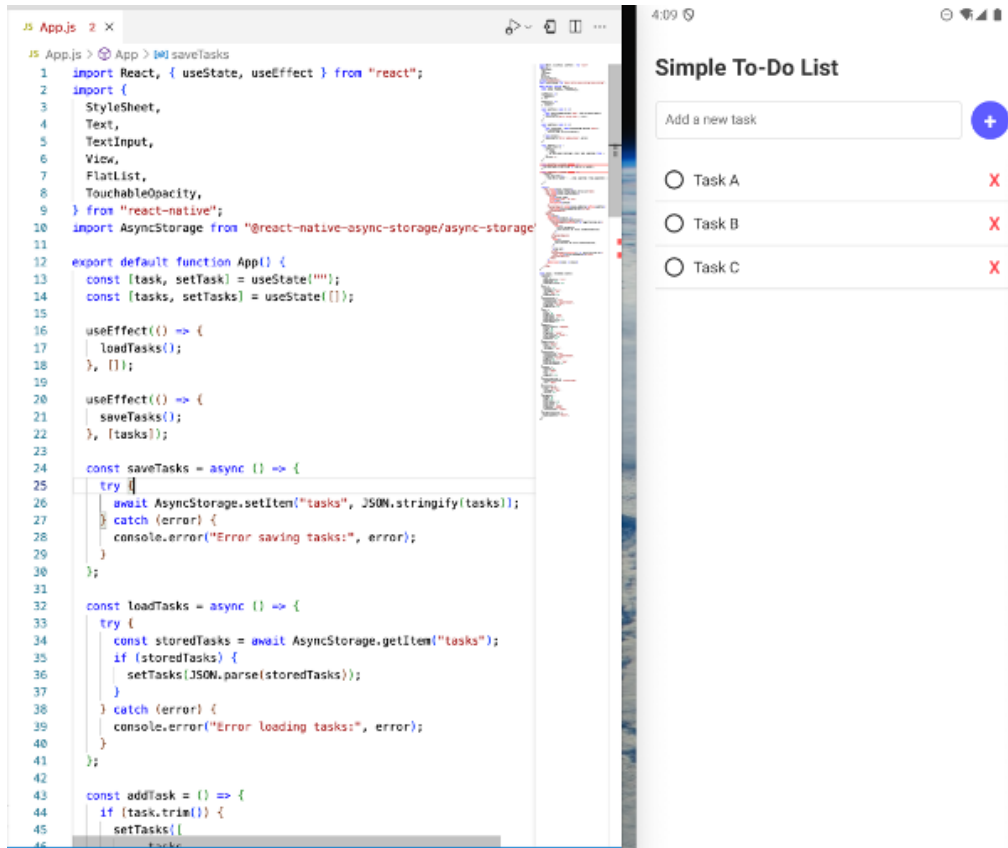 JS App.js 2 ×
JS App.js > App > saveTasks
1 import React, { useState, useEffect } from "react";
2 import {
3 StyleSheet,
4 Text,
5 TextInput,
6 View,
7 FlatList,
8 TouchableOpacity,
9 } from "react-native";
10 import AsyncStorage from "@react-native-async-storage/async-storage"
11
12 export default function App() {
13 const [task, setTask] = useState("");
14 const [tasks, setTasks] = useState([]);
15
16 useEffect(() => {
17 loadTasks();
18 }, []);
19
20 useEffect(() => {
21 saveTasks();
22 }, [tasks]);
23
24 const saveTasks = async () => {
25 try {
26 await AsyncStorage.setItem("tasks", JSON.stringify(tasks));
27 } catch (error) {
28 console.error("Error saving tasks:", error);
29 }
30 };
31
32 const loadTasks = async () => {
33 try {
34 const storedTasks = await AsyncStorage.getItem("tasks");
35 if (storedTasks) {
36 setTasks(JSON.parse(storedTasks));
37 }
38 } catch (error) {
39 console.error("Error loading tasks:", error);
40 }
41 };
42
43 const addTask = () => {
44 if (task.trim()) {
45 setTasks([
4:09
Simple To-Do List
Add a new task +
Task A X
Task B X
Task C X